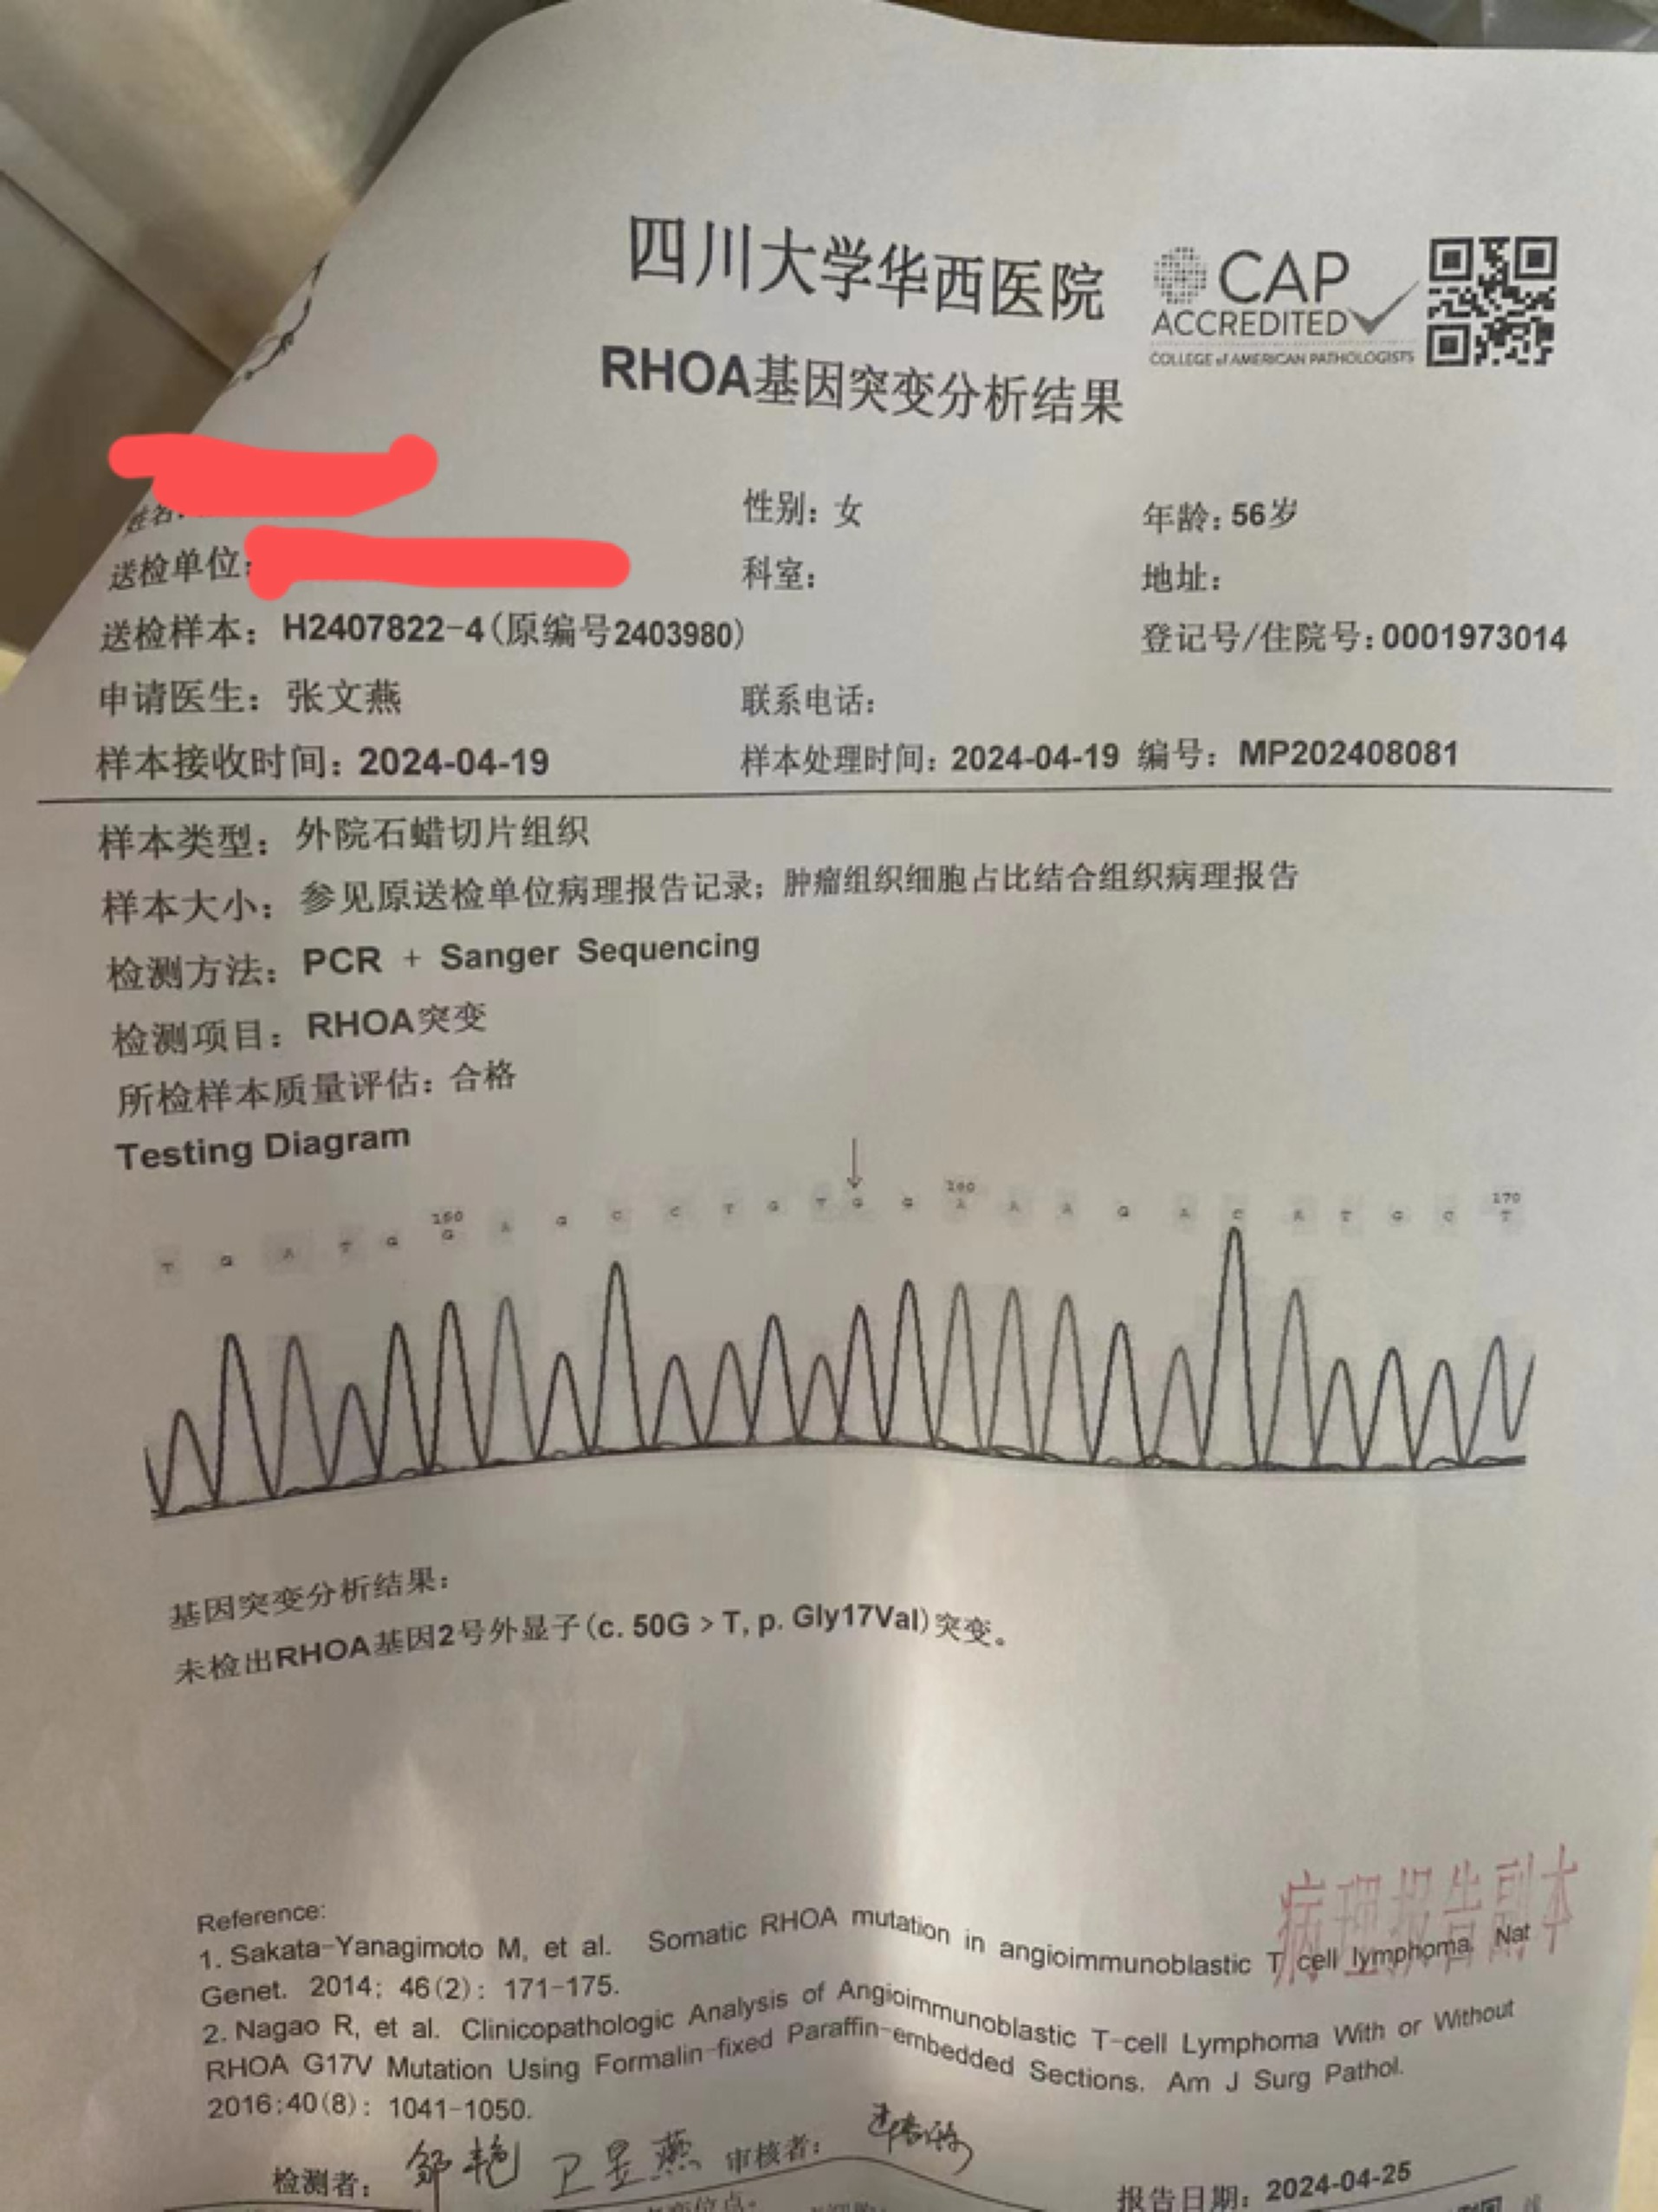 四川大学华西医院
CAP
ACCREDITED
COLLEGE of AMERICAN PATHOLOGISTS
RHOA基因突变分析结果
姓名:
性别: 女
年龄: 56岁
送检单位:
科室:
地址:
送检样本: H2407822-4(原编号2403980)
登记号/住院号: 0001973014
申请医生: 张文燕
联系电话:
样本接收时间: 2024-04-19
样本处理时间: 2024-04-19 编号: MP202408081
样本类型: 外院石蜡切片组织
样本大小: 参见原送检单位病理报告记录; 肿瘤组织细胞占比结合组织病理报告
检测方法: PCR + Sanger Sequencing
检测项目: RHOA突变
所检样本质量评估: 合格
Testing Diagram
150 160 170
T G A T G G A G C C T G T G G A A A G A C A T G C T
基因突变分析结果:
未检出RHOA基因2号外显子(c. 50G > T, p. Gly17Val)突变。
病理报告副本
Reference:
1. Sakata-Yanagimoto M, et al. Somatic RHOA mutation in angioimmunoblastic T cell lymphoma. Nat
Genet. 2014; 46(2): 171-175.
2. Nagao R, et al. Clinicopathologic Analysis of Angioimmunoblastic T-cell Lymphoma With or Without
RHOA G17V Mutation Using Formalin-fixed Paraffin-embedded Sections. Am J Surg Pathol.
2016;40(8): 1041-1050.
检测者: 邹艳 卫昱燕 审核者:
报告日期: 2024-04-25